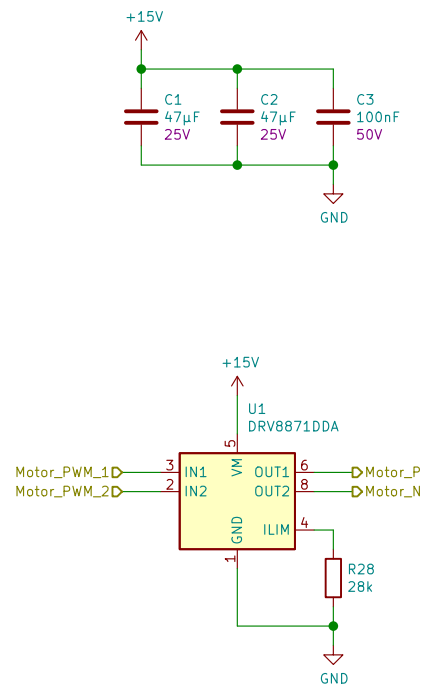 +15V
C1
47µF
25V
C2
47µF
25V
C3
100nF
50V
GND
+15V
U1
DRV8871DDA
5
VM
Motor_PWM_1
3
IN1
OUT1
6
Motor_P
Motor_PWM_2
2
IN2
OUT2
8
Motor_N
GND
ILIM
4
1
R28
28k
GND